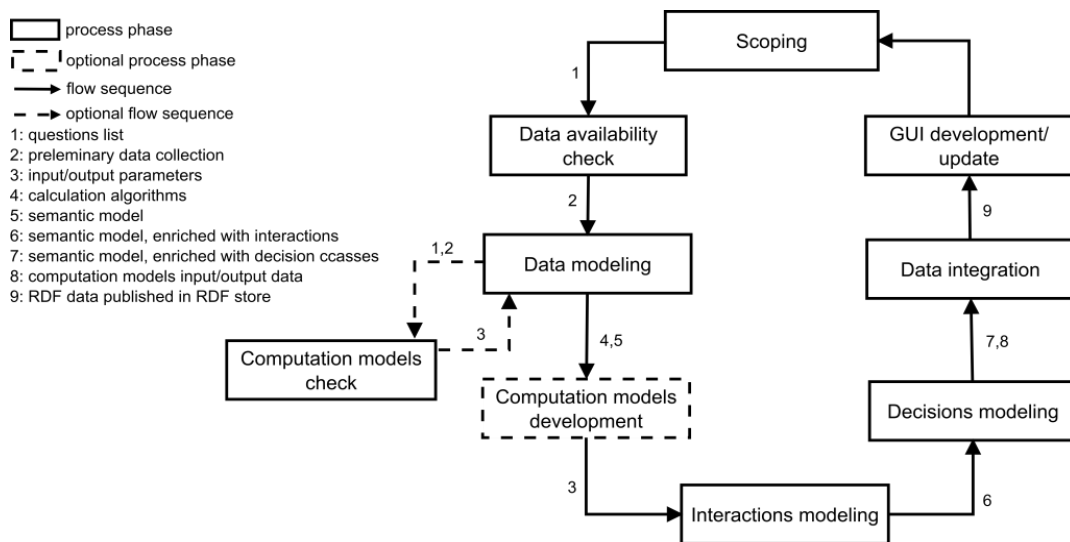 process phase
optional process phase
flow sequence
optional flow sequence
1: questions list
2: preleminary data collection
3: input/output parameters
4: calculation algorithms
5: semantic model
6: semantic model, enriched with interactions
7: semantic model, enriched with decision ccasses
8: computation models input/output data
9: RDF data published in RDF store
Scoping
1
Data availability
check
2
Data modeling
1,2
3
Computation models
check
4,5
Computation models
development
3
Interactions modeling
6
Decisions modeling
7,8
Data integration
9
GUI development/
update